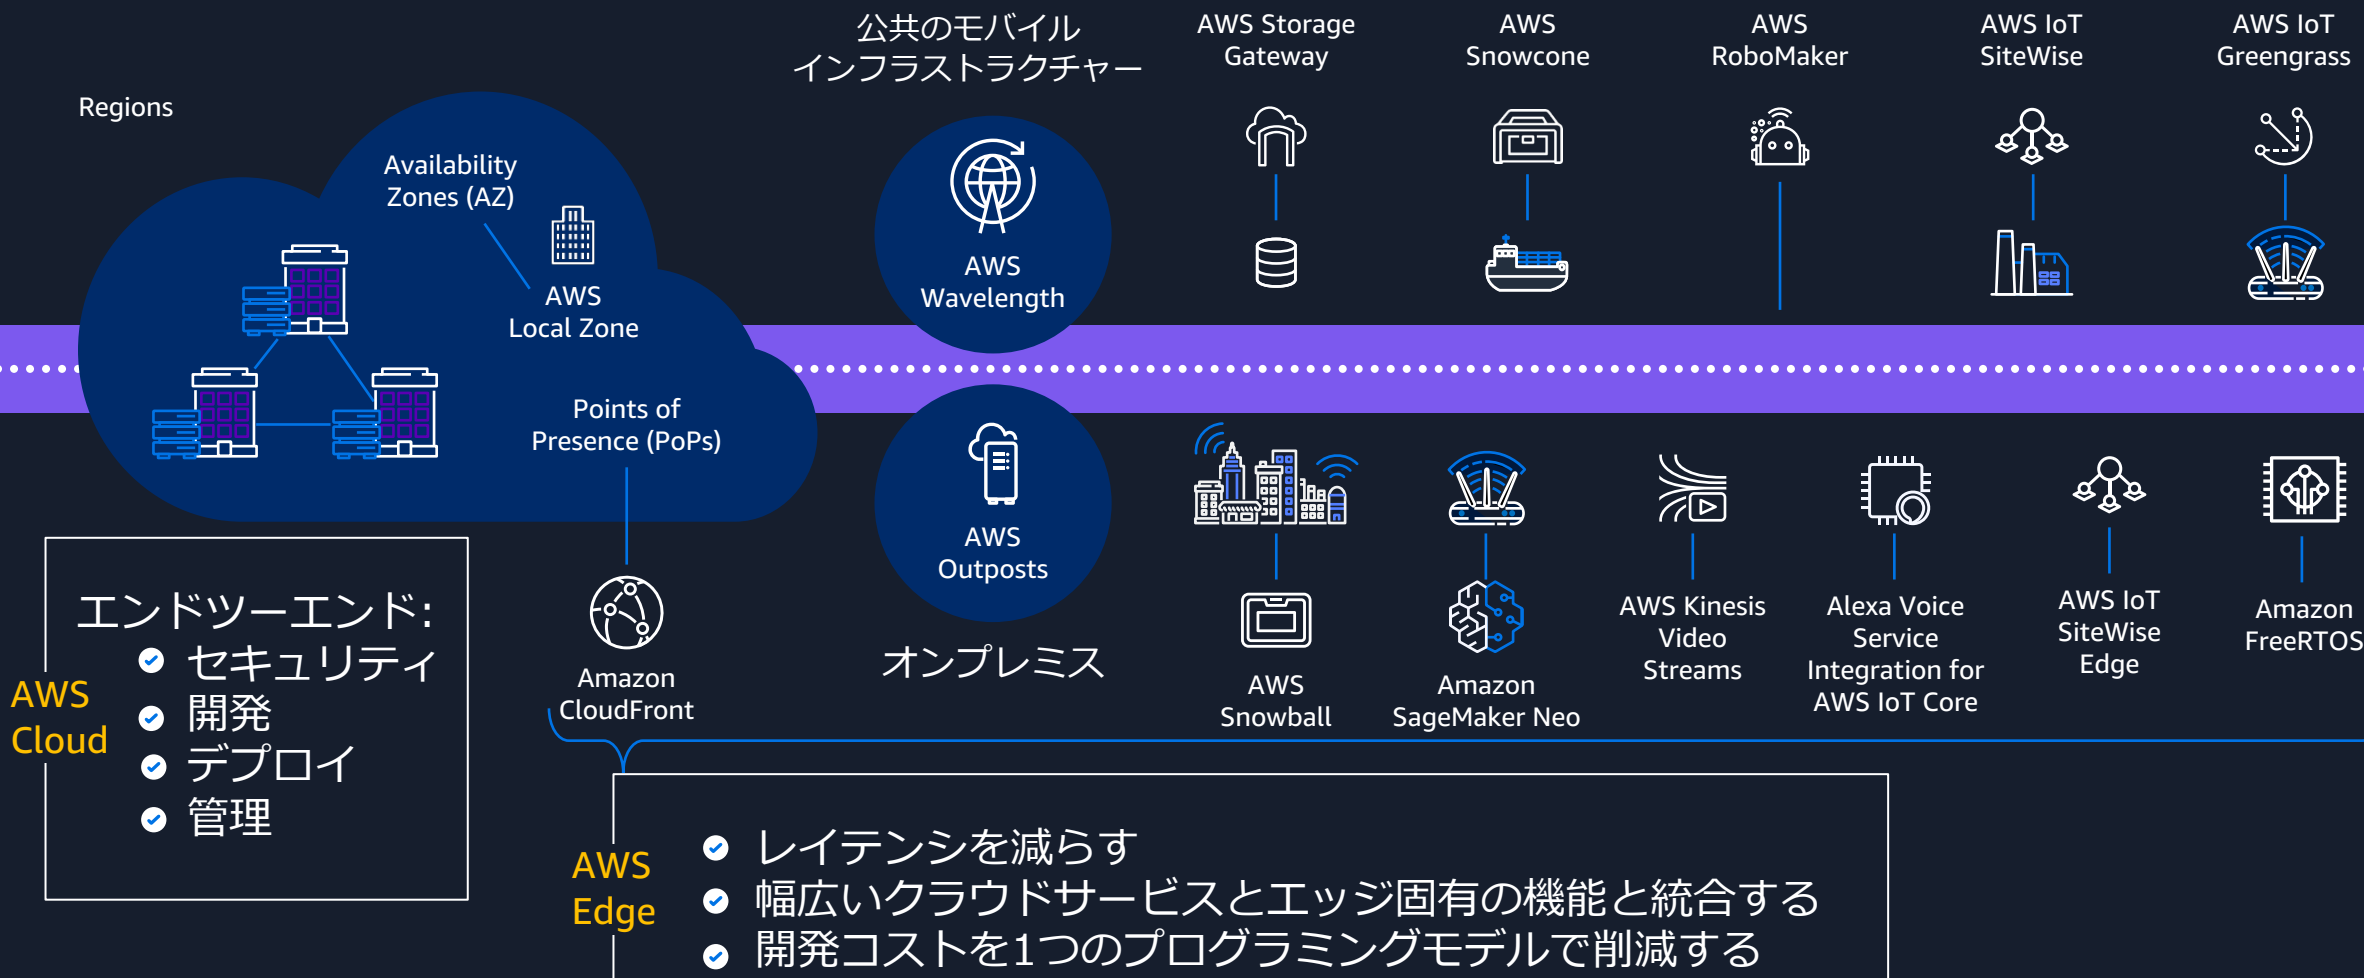 Regions
Availability
Zones (AZ)
AWS
Local Zone
Points of
Presence (PoPs)
Amazon
CloudFront
公共のモバイル
インフラストラクチャー
AWS
Wavelength
AWS
Outposts
オンプレミス
AWS Storage
Gateway
AWS
Snowcone
AWS
RoboMaker
AWS IoT
SiteWise
AWS IoT
Greengrass
AWS
Snowball
Amazon
SageMaker Neo
AWS Kinesis
Video
Streams
Alexa Voice
Service
Integration for
AWS IoT Core
AWS IoT
SiteWise
Edge
Amazon
FreeRTOS
AWS
Cloud
エンドツーエンド:
セキュリティ
開発
デプロイ
管理
AWS
Edge
レイテンシを減らす
幅広いクラウドサービスとエッジ固有の機能と統合する
開発コストを1つのプログラミングモデルで削減する